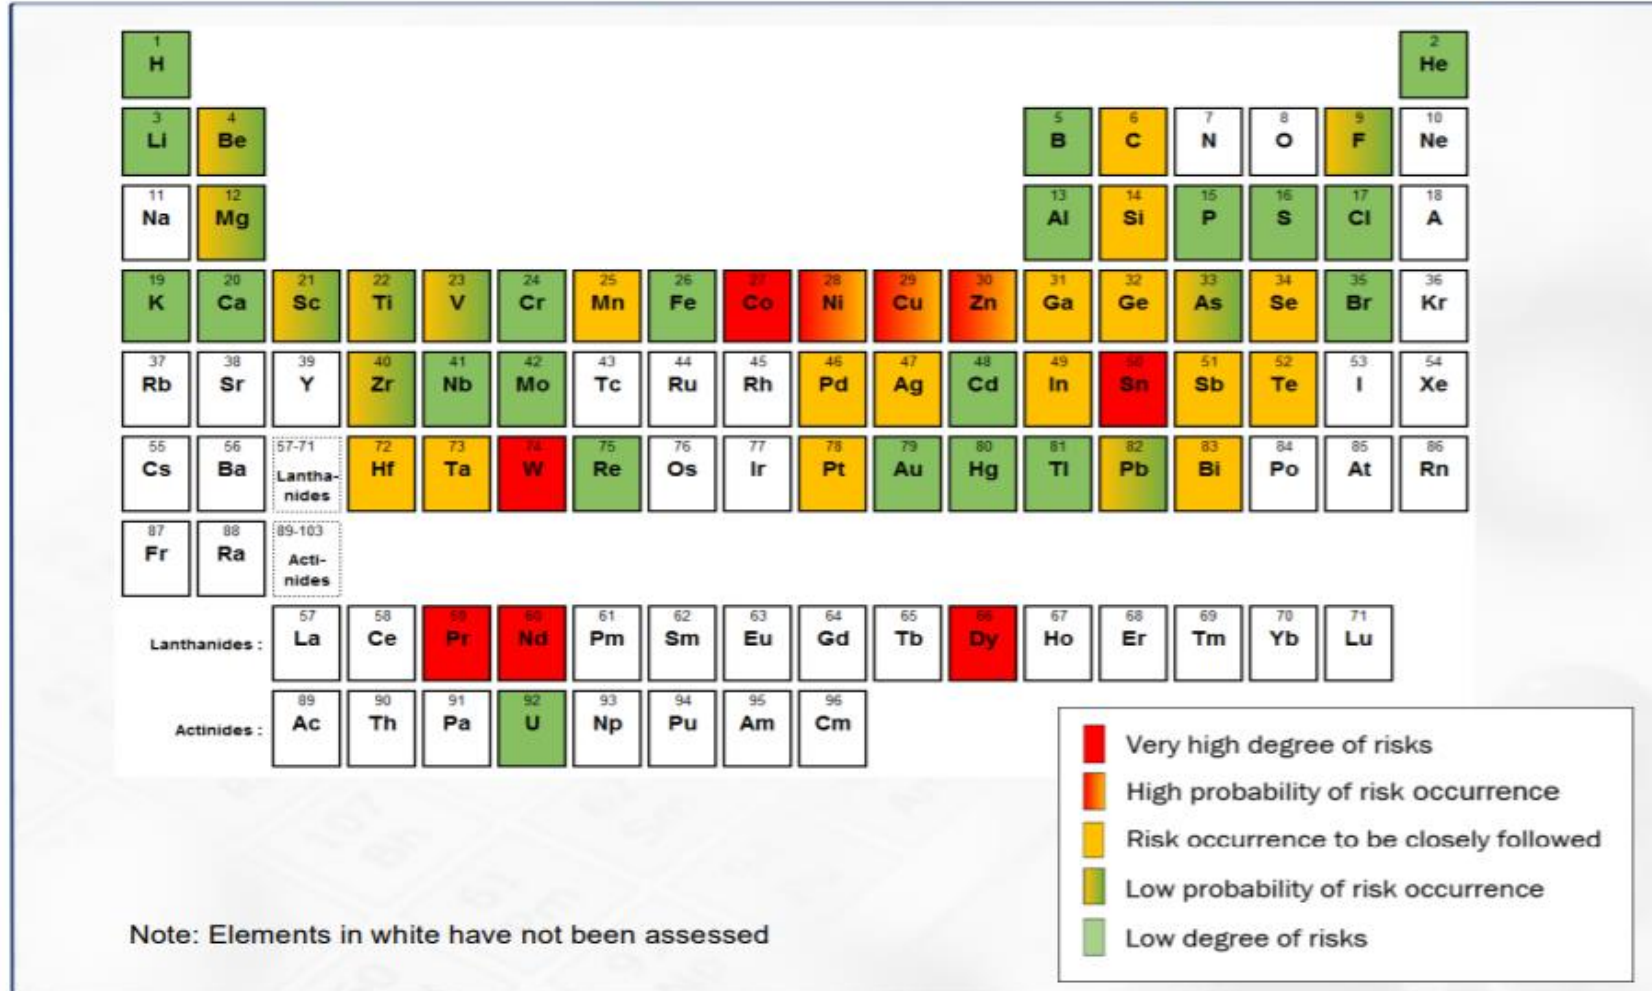 1 2
H He
3 4 5 6 7 8 9 10
Li Be B C N O F Ne
11 12 13 14 15 16 17 18
Na Mg Al Si P S Cl A
19 20 21 22 23 24 25 26 27 28 29 30 31 32 33 34 35 36
K Ca Sc Ti V Cr Mn Fe Co Ni Cu Zn Ga Ge As Se Br Kr
37 38 39 40 41 42 43 44 45 46 47 48 49 50 51 52 53 54
Rb Sr Y Zr Nb Mo Tc Ru Rh Pd Ag Cd In Sn Sb Te I Xe
55 56 57-71 72 73 74 75 76 77 78 79 80 81 82 83 84 85 86
Cs Ba Lantha- Hf Ta W Re Os Ir Pt Au Hg Tl Pb Bi Po At Rn
nides
87 88 89-103
Fr Ra Acti-
nides
57 58 59 60 61 62 63 64 65 66 67 68 69 70 71
Lanthanides : La Ce Pr Nd Pm Sm Eu Gd Tb Dy Ho Er Tm Yb Lu
89 90 91 92 93 94 95 96
Actinides : Ac Th Pa U Np Pu Am Cm
Very high degree of risks
High probability of risk occurrence
Risk occurrence to be closely followed
Low probability of risk occurrence
Low degree of risks
Note: Elements in white have not been assessed